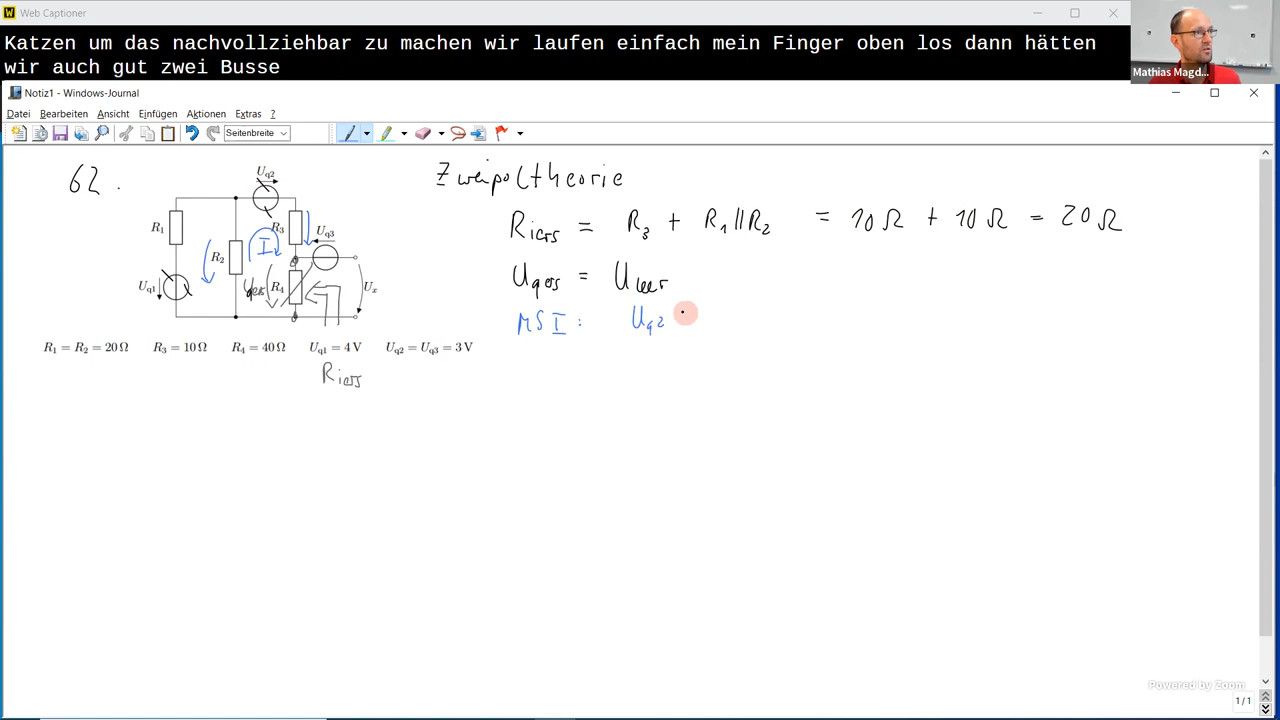 Web Captioner
Katzen um das nachvollziehbar zu machen wir laufen einfach mein Finger oben los dann hätten
wir auch gut zwei Busse
Mathias Magd...
Notiz1 - Windows-Journal
Datei Bearbeiten Ansicht Einfügen Aktionen Extras ?
Seitenbreite
62.
Zweipoltheorie
Uq2
R1
R3
Uq3
R2
I
Uq1
Uqers
R4
Ux
Riers = R3 + R1||R2 = 10 Ω + 10 Ω = 20 Ω
Uqers = Uleer
MS I: Uq2
R1 = R2 = 20 Ω R3 = 10 Ω R4 = 40 Ω Uq1 = 4 V Uq2 = Uq3 = 3 V
Riers
Powered by Zoom
1/1